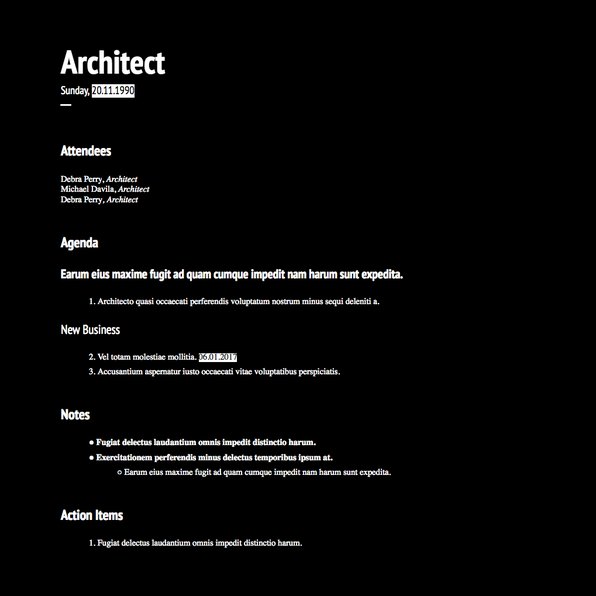 Architect
Sunday, 20.11.1990
Attendees
Debra Perry, Architect
Michael Davila, Architect
Debra Perry, Architect
Agenda
Earum eius maxime fugit ad quam cumque impedit nam harum sunt expedita.
1. Architecto quasi occaecati perferendis voluptatum nostrum minus sequi deleniti a.
New Business
2. Vel totam molestiae mollitia. 06.01.2017
3. Accusantium aspernatur iusto occaecati vitae voluptatibus perspiciatis.
Notes
● Fugiat delectus laudantium omnis impedit distinctio harum.
● Exercitationem perferendis minus delectus temporibus ipsum at.
○ Earum eius maxime fugit ad quam cumque impedit nam harum sunt expedita.
Action Items
1. Fugiat delectus laudantium omnis impedit distinctio harum.